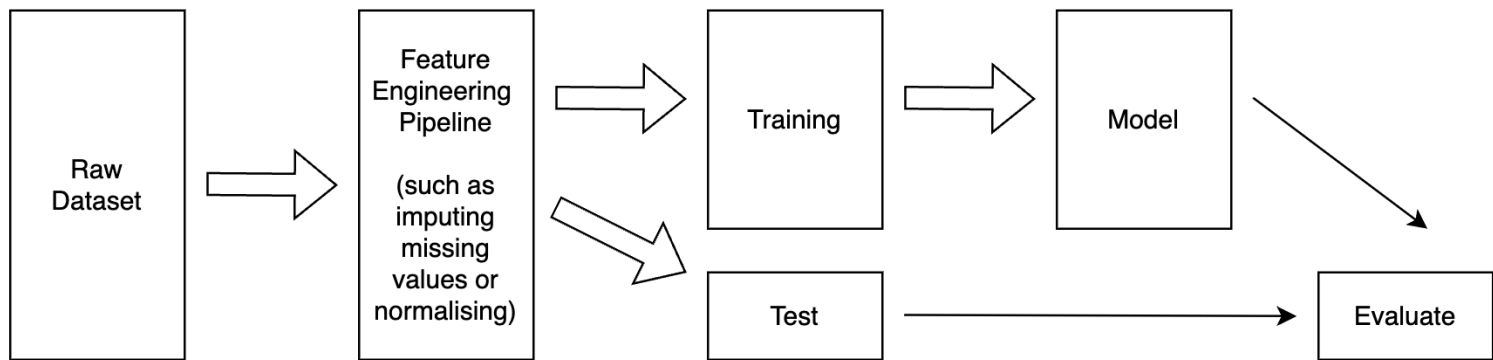 Raw
Dataset
Feature
Engineering
Pipeline
(such as
imputing
missing
values or
normalising)
Training
Model
Test
Evaluate